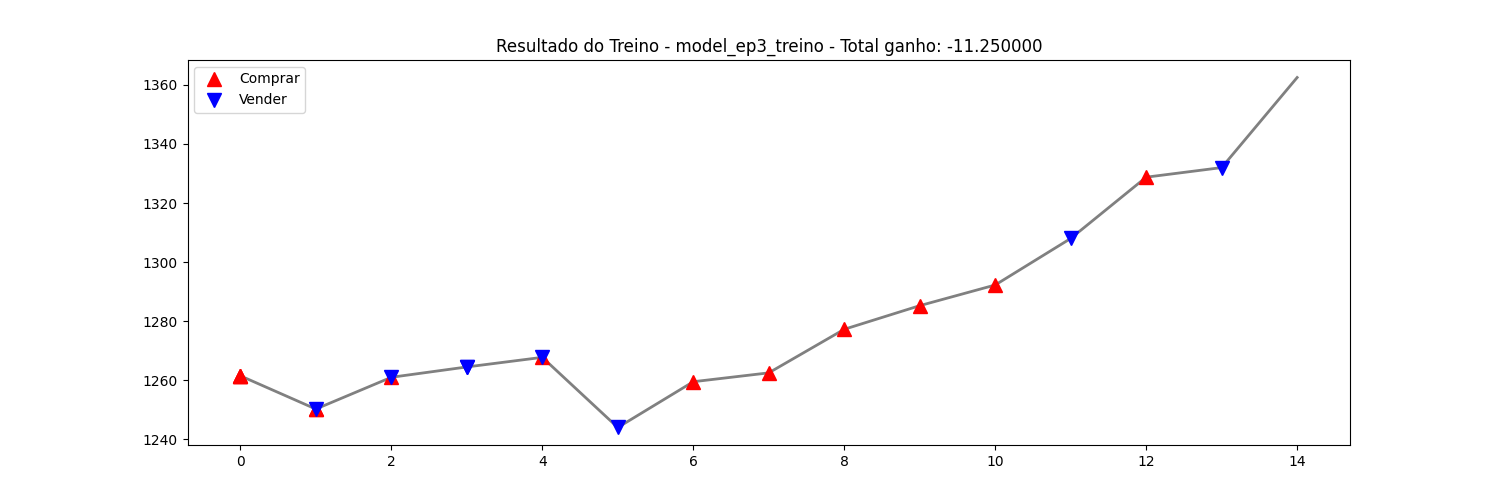 Resultado do Treino - model_ep3_treino - Total ganho: -11.250000
Comprar
Vender
1360
1340
1320
1300
1280
1260
1240
0 2 4 6 8 10 12 14